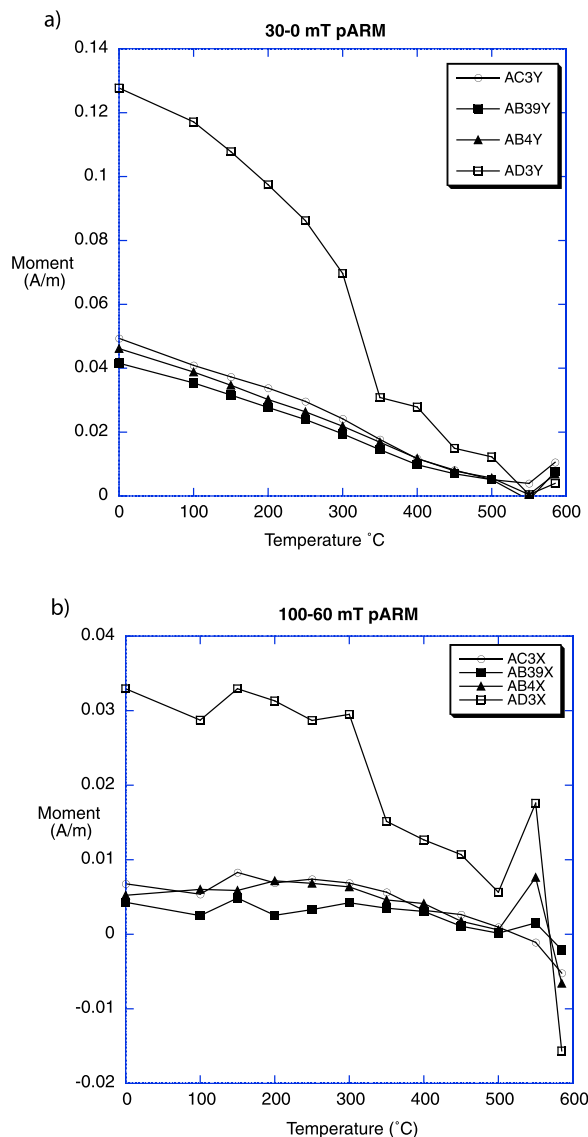 a)
30-0 mT pARM
0.14
0.12
0.1
0.08
0.06
0.04
0.02
0
Moment
(A/m)
AC3Y
AB39Y
AB4Y
AD3Y
0 100 200 300 400 500 600
Temperature ˚C
b)
100-60 mT pARM
0.04
0.03
0.02
0.01
0
-0.01
-0.02
Moment
(A/m)
AC3X
AB39X
AB4X
AD3X
0 100 200 300 400 500 600
Temperature (˚C)